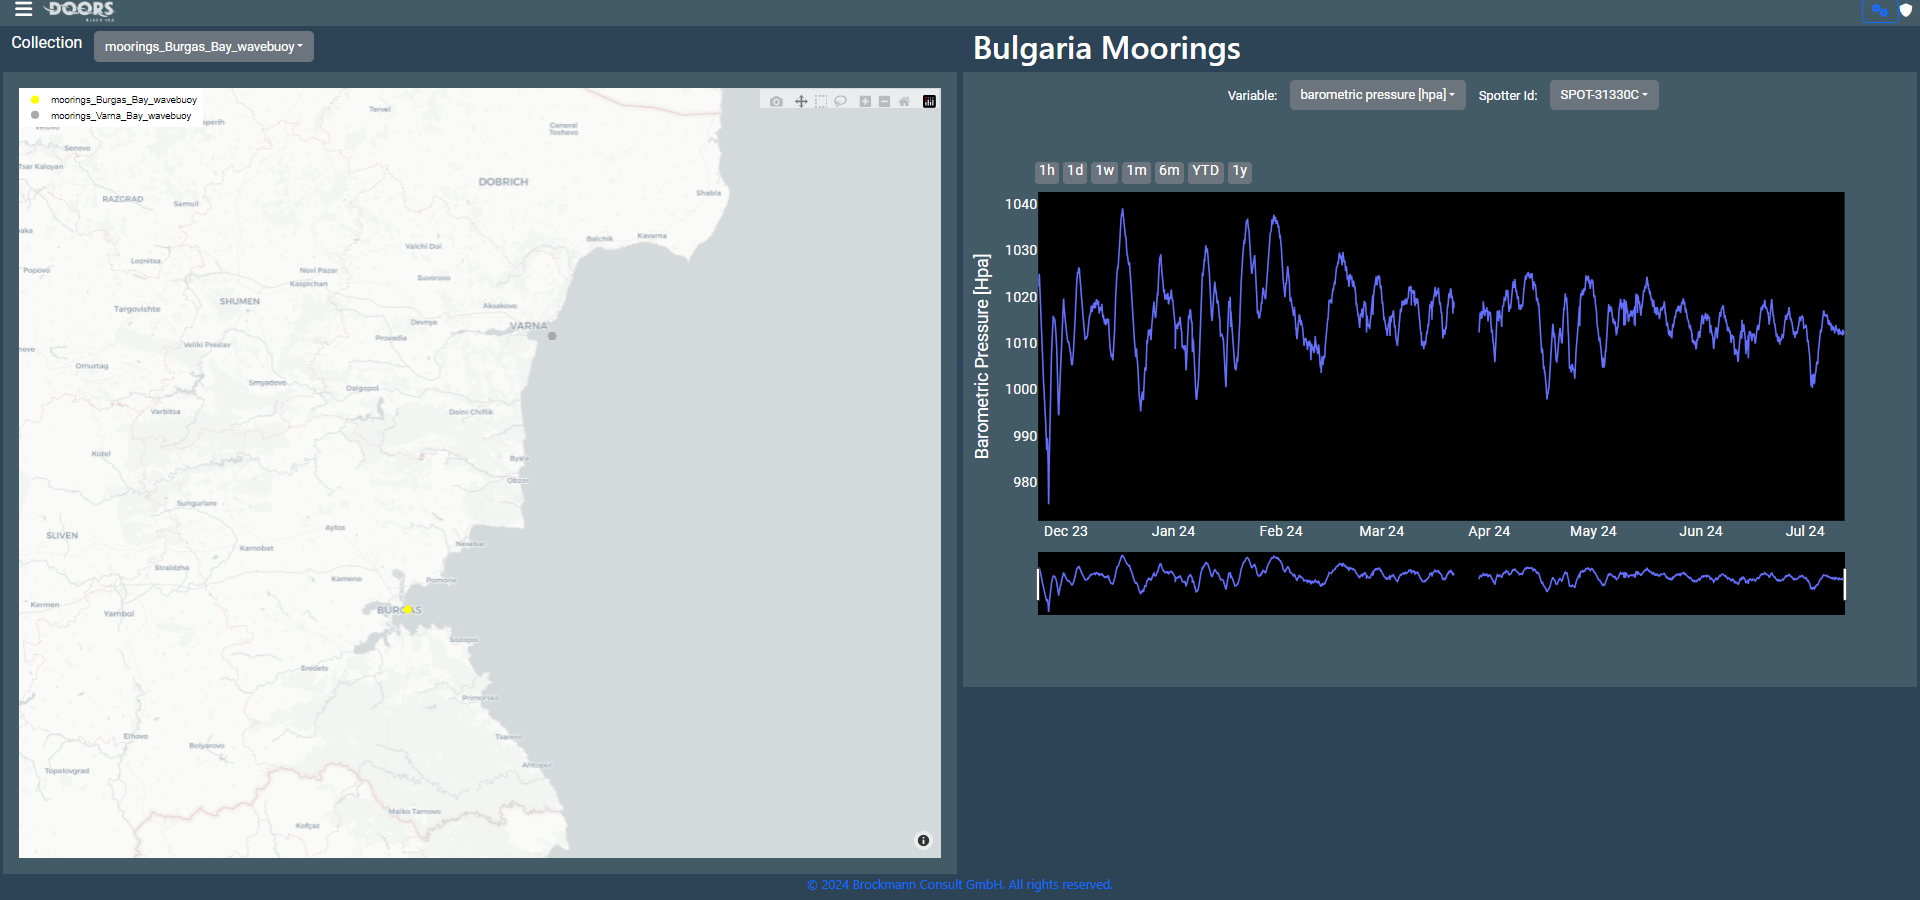 DOORS
BLACK SEA
Collection
moorings_Burgas_Bay_wavebuoy
Bulgaria Moorings
Variable:
barometric pressure [hpa]
Spotter Id:
SPOT-31330C
moorings_Burgas_Bay_wavebuoy
moorings_Varna_Bay_wavebuoy
Tervel
General
Toshevo
Senovo
Tsar Kaloyan
DOBRICH
Shabla
RAZGRAD
Samuil
Balchik
Kavarna
Valchi Dol
Loznitsa
Popovo
Novi Pazar
Kaspichan
Suvorovo
SHUMEN
Targovishte
Aksakovo
Devnya
VARNA
Provadia
Veliki Preslav
Omurtag
Smyadovo
Dalgopol
Varbitsa
Dolni Chiflik
Kotel
Byala
Obzor
Sungurlare
Aytos
SLIVEN
Karnobat
Nesebar
Straldzha
Kameno
Pomorie
Kermen
Yambol
BURGAS
Sozopol
Sredets
Primorsko
Elhovo
Bolyarovo
Tsarevo
Topolovgrad
Ahtopol
Malko Tarnovo
Kofçaz
1h
1d
1w
1m
6m
YTD
1y
Barometric Pressure [Hpa]
1040
1030
1020
1010
1000
990
980
Dec 23
Jan 24
Feb 24
Mar 24
Apr 24
May 24
Jun 24
Jul 24
© 2024 Brockmann Consult GmbH. All rights reserved.